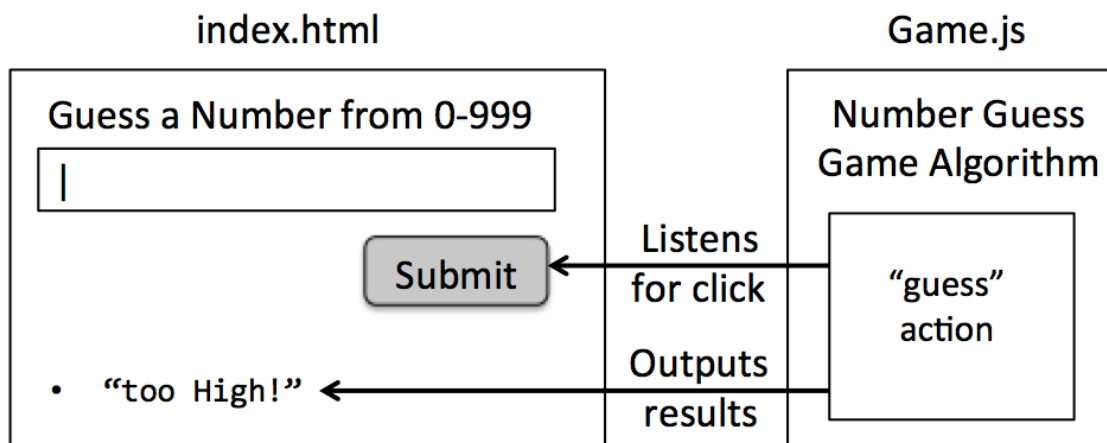 index.html
Game.js
Guess a Number from 0-999
|
Submit
• “too High!”
Listens
for click
Outputs
results
Number Guess
Game Algorithm
“guess”
action